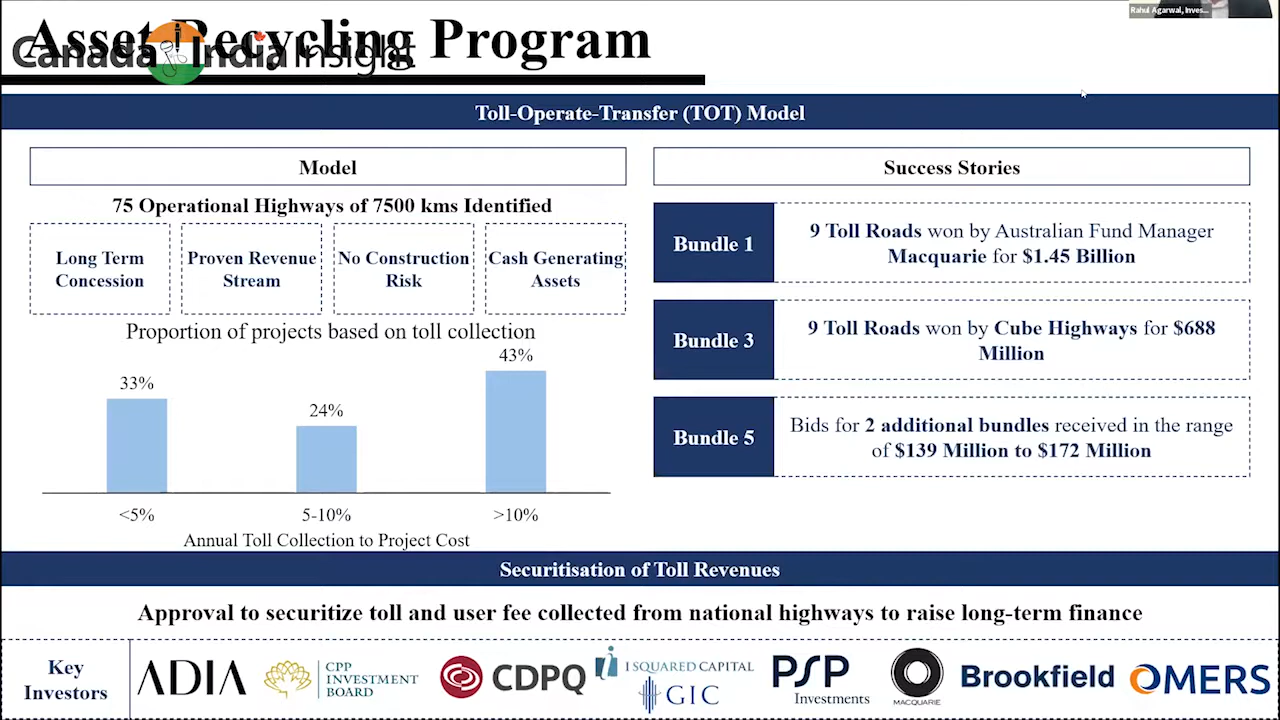 Rahul Agarwal, Inves...
Asset Recycling Program
Canada India Insight
Toll-Operate-Transfer (TOT) Model
Model
75 Operational Highways of 7500 kms Identified
Long Term
Concession
Proven Revenue
Stream
No Construction
Risk
Cash Generating
Assets
Proportion of projects based on toll collection
33%
24%
43%
<5%
5-10%
>10%
Annual Toll Collection to Project Cost
Success Stories
Bundle 1
9 Toll Roads won by Australian Fund Manager
Macquarie for $1.45 Billion
Bundle 3
9 Toll Roads won by Cube Highways for $688
Million
Bundle 5
Bids for 2 additional bundles received in the range
of $139 Million to $172 Million
Securitisation of Toll Revenues
Approval to securitize toll and user fee collected from national highways to raise long-term finance
Key
Investors
ADIA
CPP
INVESTMENT
BOARD
CDPQ
I SQUARED CAPITAL
GIC
PSP
Investments
MACQUARIE
Brookfield
OMERS